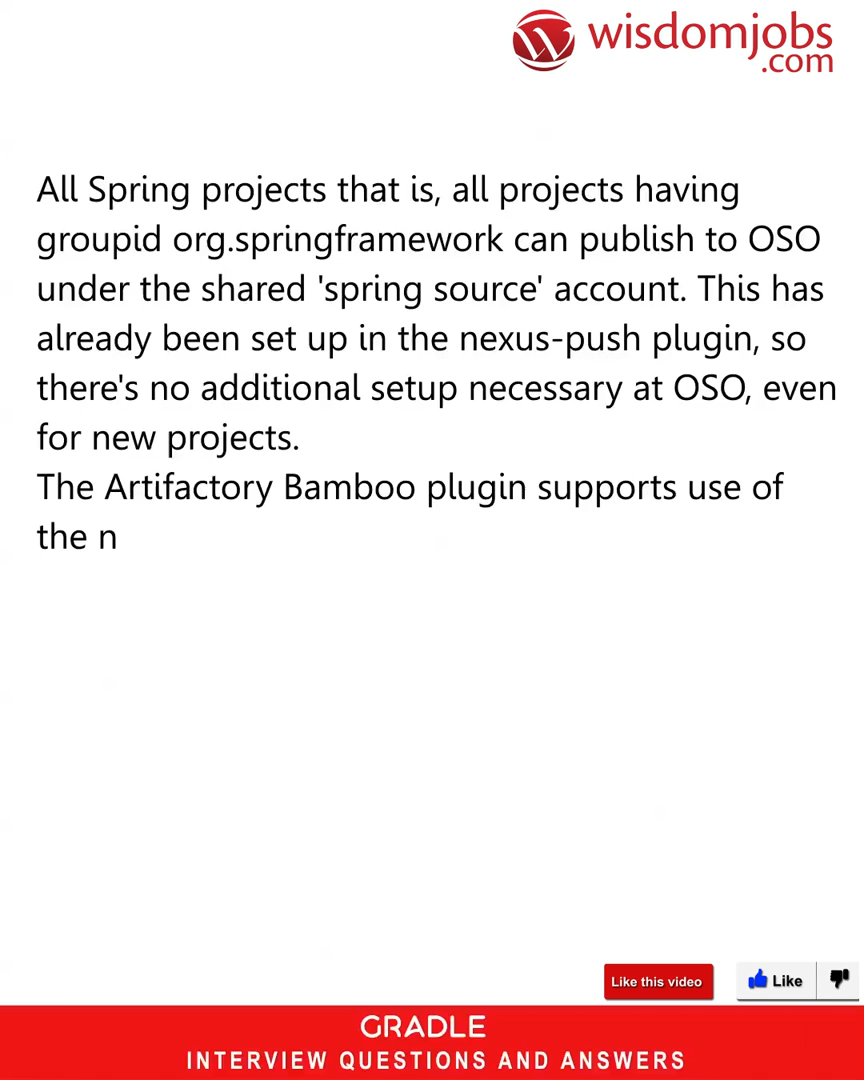 wisdomjobs
.com
All Spring projects that is, all projects having
groupid org.springframework can publish to OSO
under the shared 'spring source' account. This has
already been set up in the nexus-push plugin, so
there's no additional setup necessary at OSO, even
for new projects.
The Artifactory Bamboo plugin supports use of
the n
Like this video
Like
GRADLE
INTERVIEW QUESTIONS AND ANSWERS